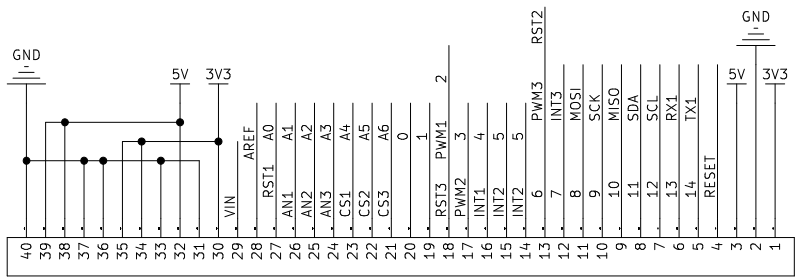 GND
5V
3V3
VIN
AREF
RST1 A0
AN1 A1
AN2 A2
AN3 A3
CS1 A4
CS2 A5
CS3 A6
0
1
RST3 PWM1 2
PWM2 3
INT1 4
INT2 5
INT2 5
6 PWM3 RST2
7 INT3
8 MOSI
9 SCK
10 MISO
11 SDA
12 SCL
13 RX1
14 TX1
RESET
5V
GND
3V3
40 39 38 37 36 35 34 33 32 31 30 29 28 27 26 25 24 23 22 21 20 19 18 17 16 15 14 13 12 11 10 9 8 7 6 5 4 3 2 1